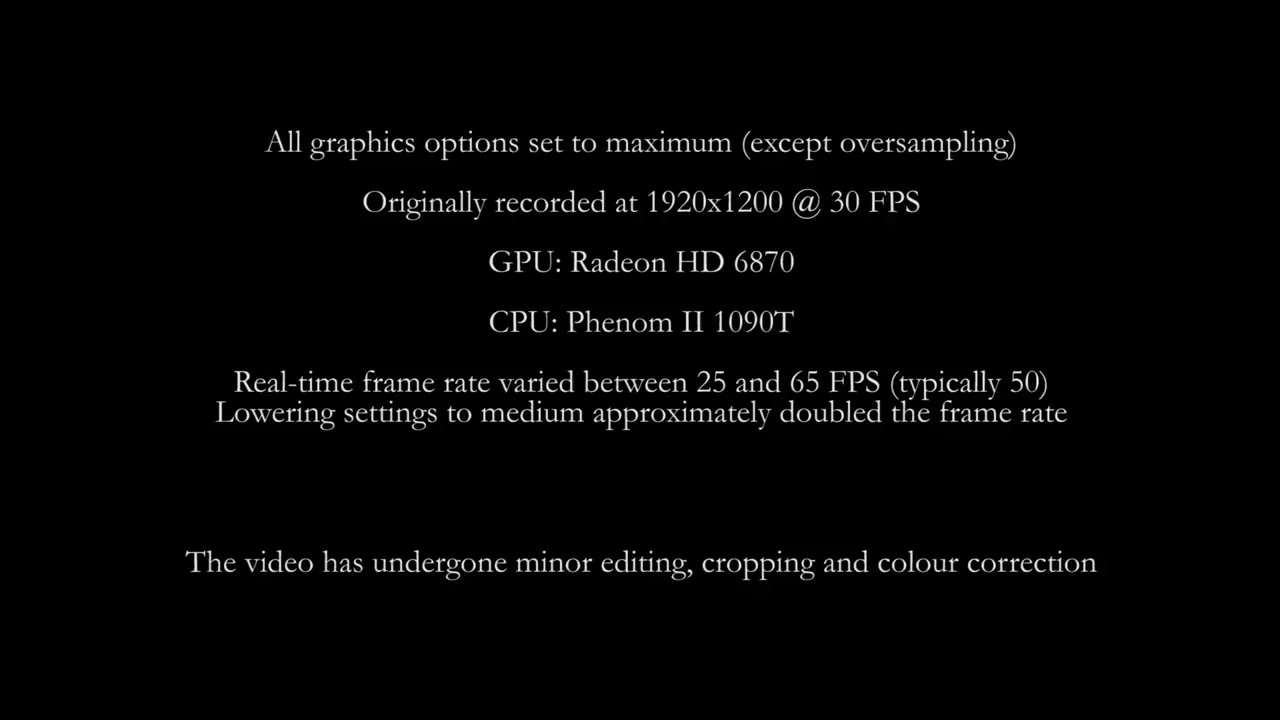 All graphics options set to maximum (except oversampling)
Originally recorded at 1920x1200 @ 30 FPS
GPU: Radeon HD 6870
CPU: Phenom II 1090T
Real-time frame rate varied between 25 and 65 FPS (typically 50)
Lowering settings to medium approximately doubled the frame rate
The video has undergone minor editing, cropping and colour correction